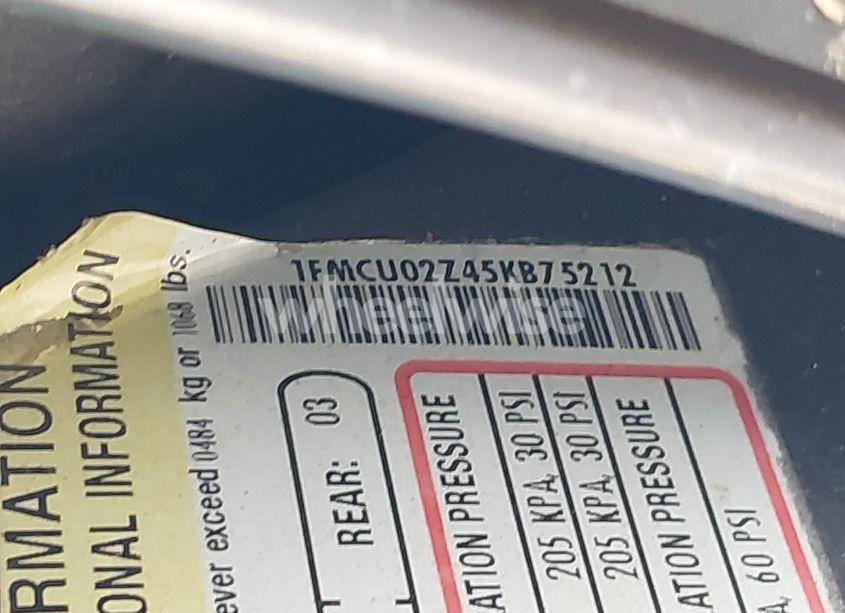 1FMCU02Z45KB75212
wheelwise
RMATION
ONAL INFORMATION
ever exceed 0484 kg or 1068 lbs.
REAR: 03
ATION PRESSURE
205 KPA, 30 PSI
205 KPA, 30 PSI
ATION PRESSURE
A, 60 PSI